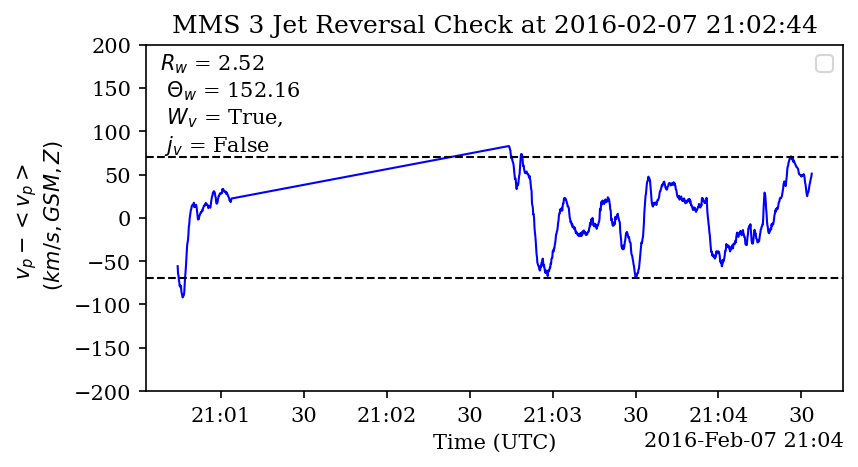 MMS 3 Jet Reversal Check at 2016-02-07 21:02:44
R_w = 2.52
Θ_w = 152.16
W_v = True,
j_v = False
v_p − < v_p >
(km/s, GSM, Z)
200
150
100
50
0
−50
−100
−150
−200
21:01 30 21:02 30 21:03 30 21:04 30
Time (UTC)
2016-Feb-07 21:04